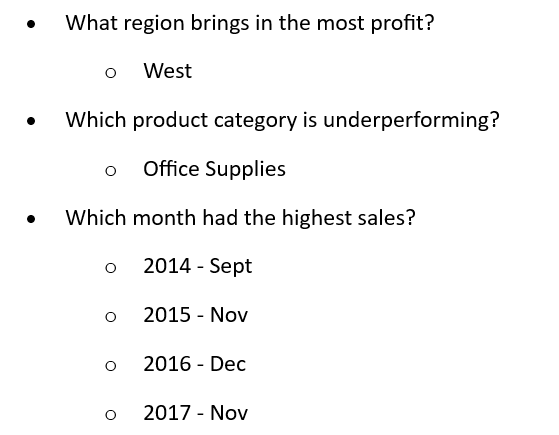 • What region brings in the most profit?
o West
• Which product category is underperforming?
o Office Supplies
• Which month had the highest sales?
o 2014 - Sept
o 2015 - Nov
o 2016 - Dec
o 2017 - Nov